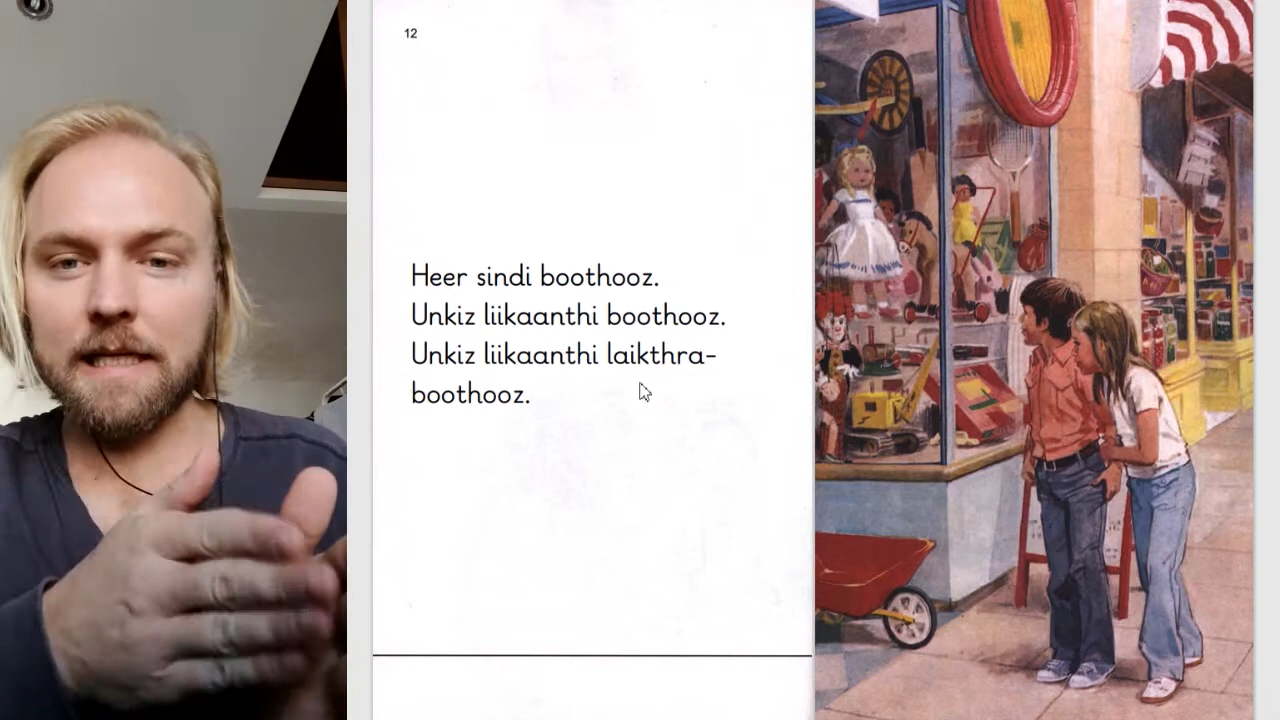 12
Heer sindi boothooz.
Unkiz liikaanthi boothooz.
Unkiz liikaanthi laikthra-
boothooz.